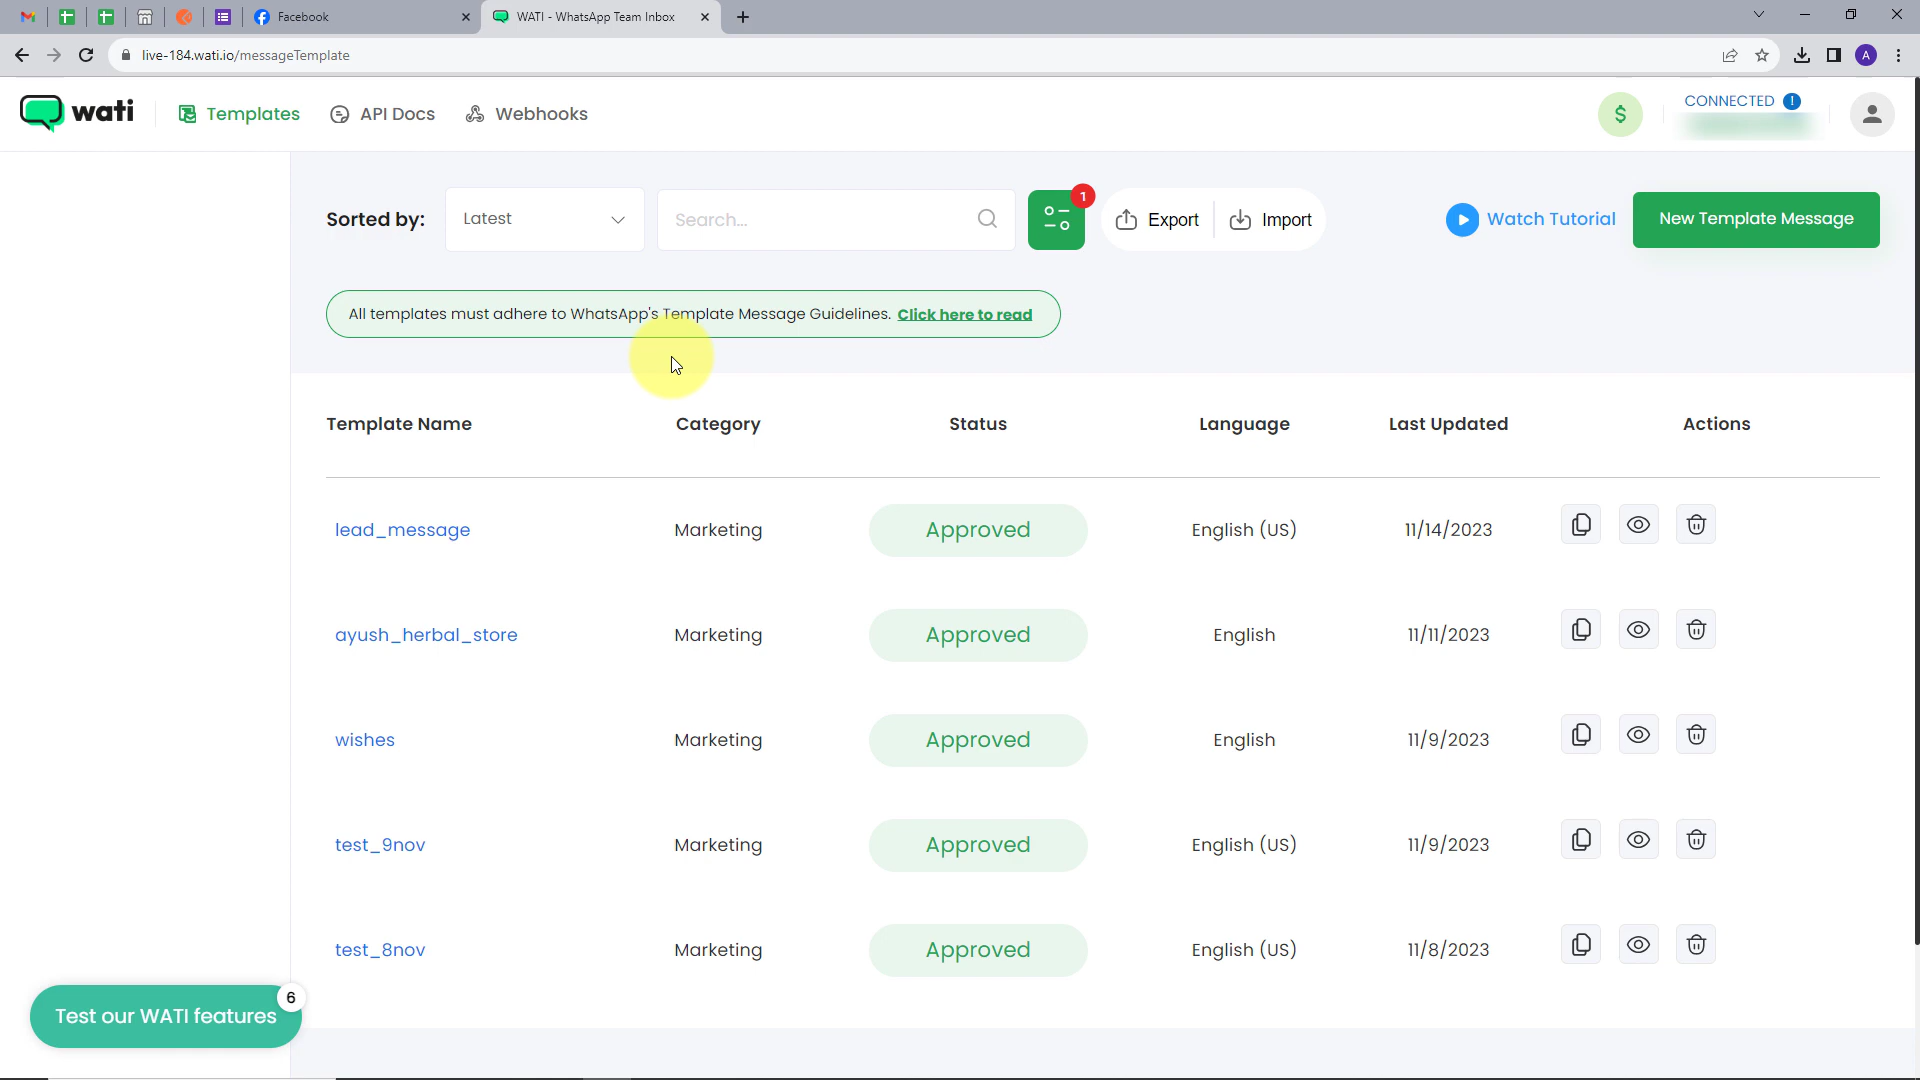 Facebook
WATI - WhatsApp Team Inbox
live-184.wati.io/messageTemplate
A
wati
Templates
API Docs
Webhooks
$
CONNECTED
Sorted by:
Latest
Search...
1
Export
Import
Watch Tutorial
New Template Message
All templates must adhere to WhatsApp's Template Message Guidelines. Click here to read
Template Name Category Status Language Last Updated Actions
lead_message Marketing Approved English (US) 11/14/2023
ayush_herbal_store Marketing Approved English 11/11/2023
wishes Marketing Approved English 11/9/2023
test_9nov Marketing Approved English (US) 11/9/2023
test_8nov Marketing Approved English (US) 11/8/2023
6
Test our WATI features